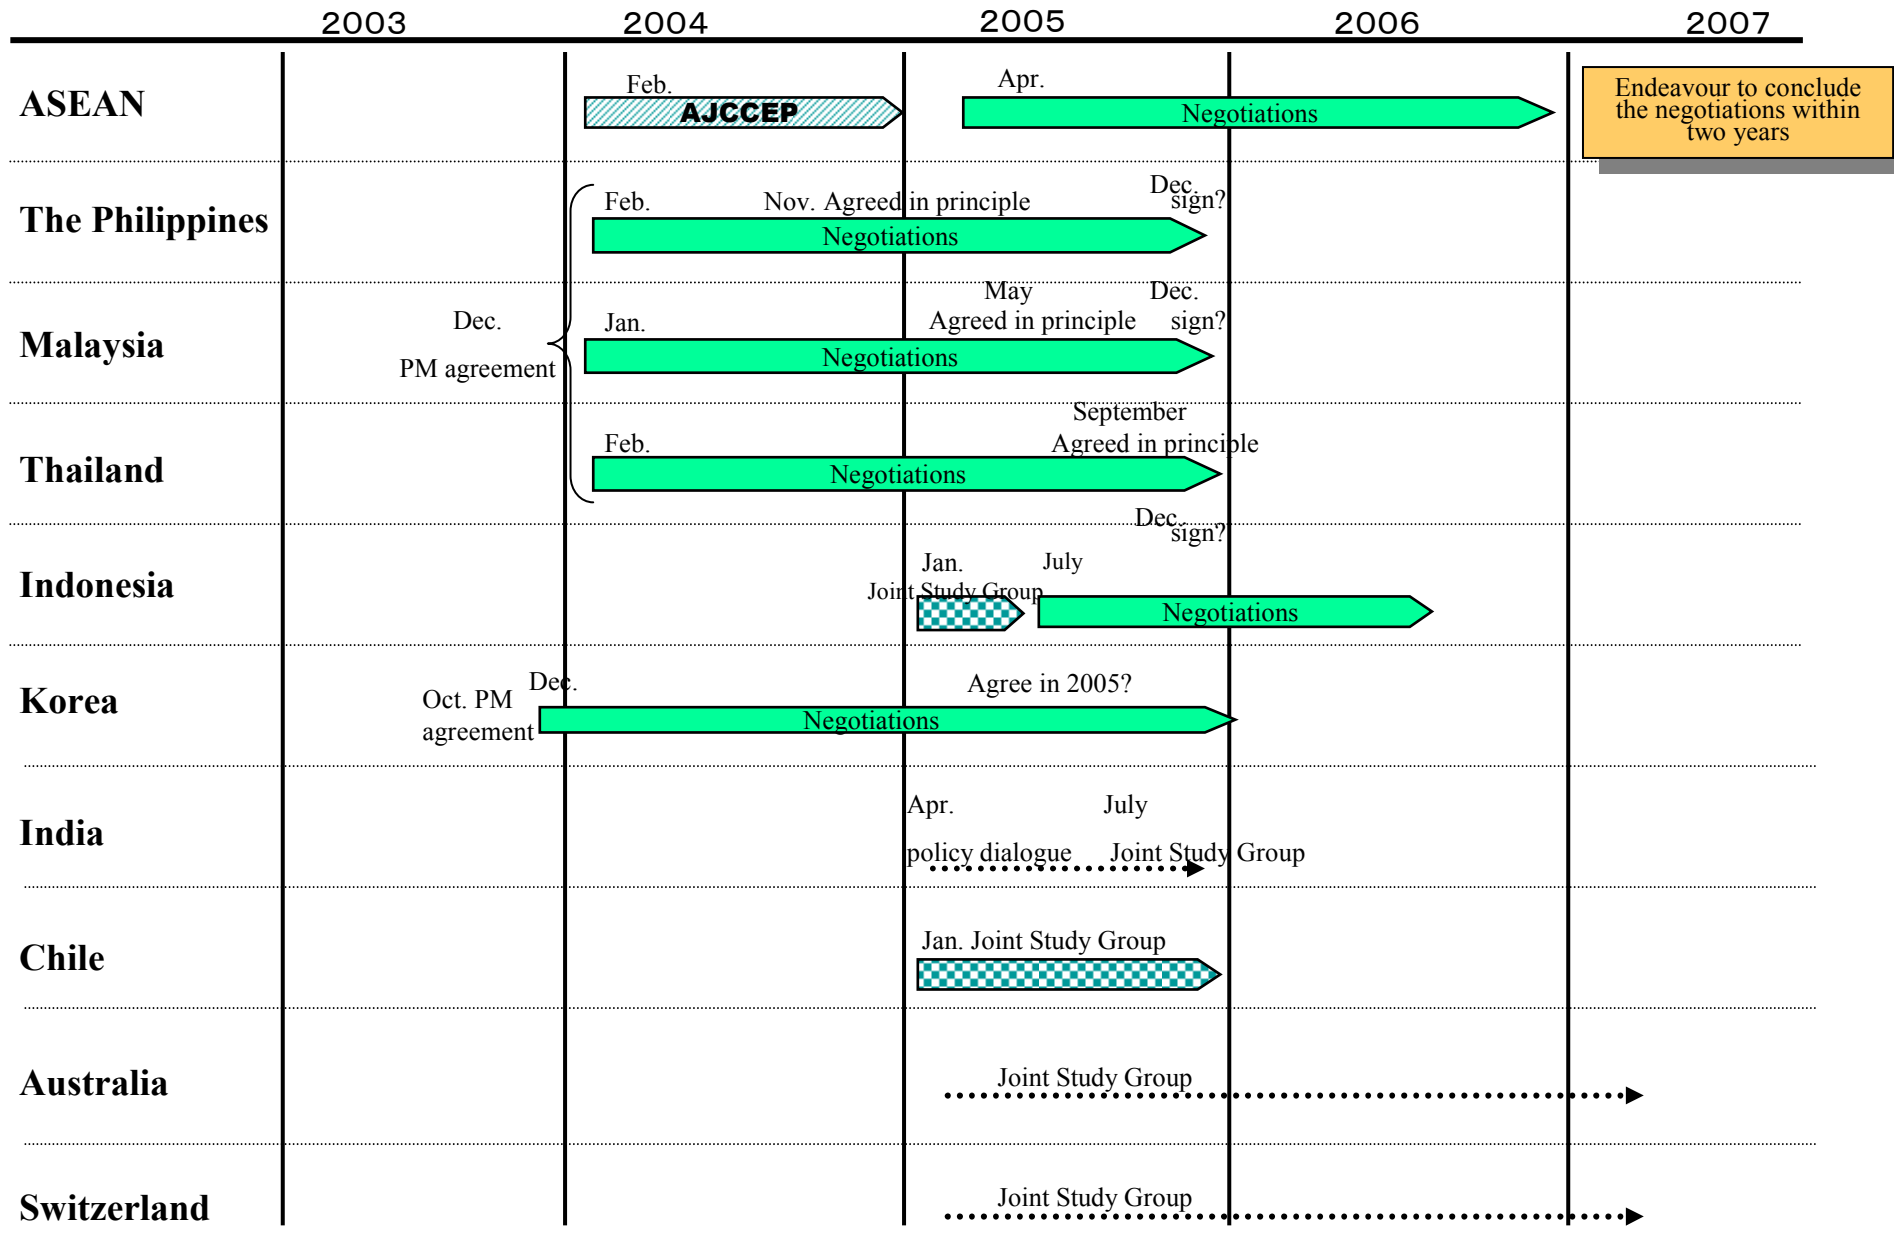 2003 2004 2005 2006 2007
ASEAN
Feb.
AJCCEP
Apr.
Negotiations
Endeavour to conclude
the negotiations within
two years
The Philippines
Feb.
Nov. Agreed in principle
Dec.
sign?
Negotiations
Malaysia
Dec.
PM agreement
Jan.
May
Agreed in principle
Dec.
sign?
Negotiations
Thailand
Feb.
September
Agreed in principle
Negotiations
Dec.
sign?
Indonesia
Jan.
Joint Study Group
July
Negotiations
Korea
Oct. PM
agreement
Dec.
Agree in 2005?
Negotiations
India
Apr.
July
policy dialogue
Joint Study Group
Chile
Jan. Joint Study Group
Australia
Joint Study Group
Switzerland
Joint Study Group